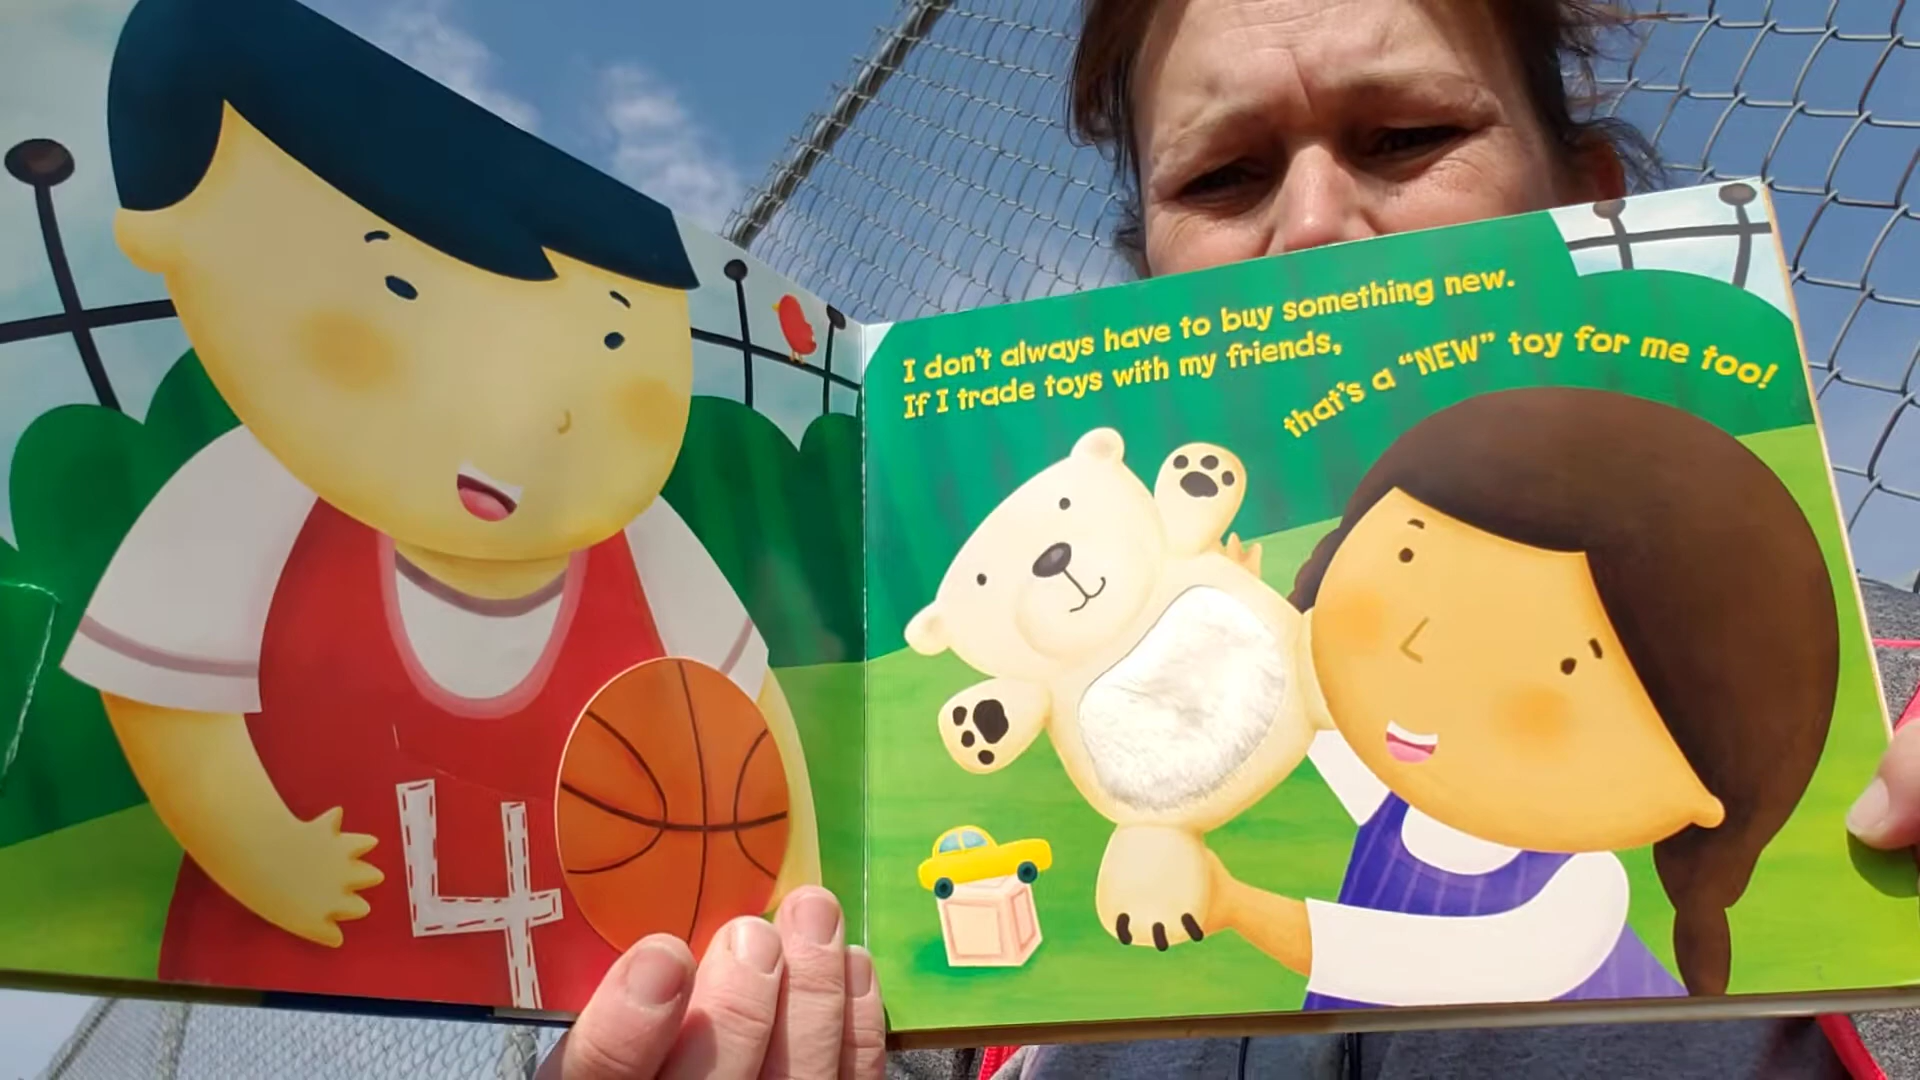 4
I don't always have to buy something new.
If I trade toys with my friends,
that's a "NEW" toy for me too!